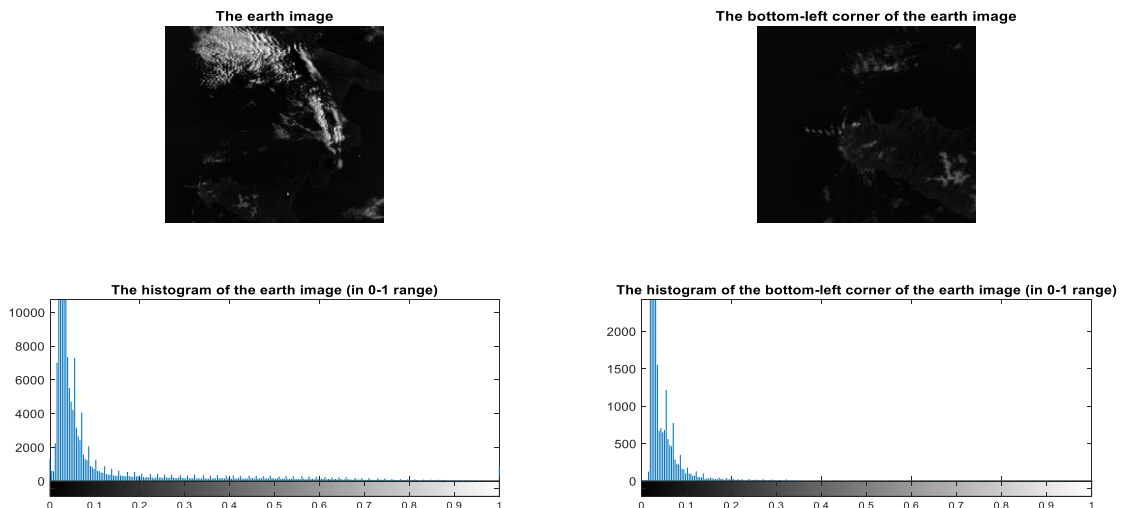 The earth image
The bottom-left corner of the earth image
The histogram of the earth image (in 0-1 range)
10000
8000
6000
4000
2000
0
0 0.1 0.2 0.3 0.4 0.5 0.6 0.7 0.8 0.9 1
The histogram of the bottom-left corner of the earth image (in 0-1 range)
2000
1500
1000
500
0
0 0.1 0.2 0.3 0.4 0.5 0.6 0.7 0.8 0.9 1